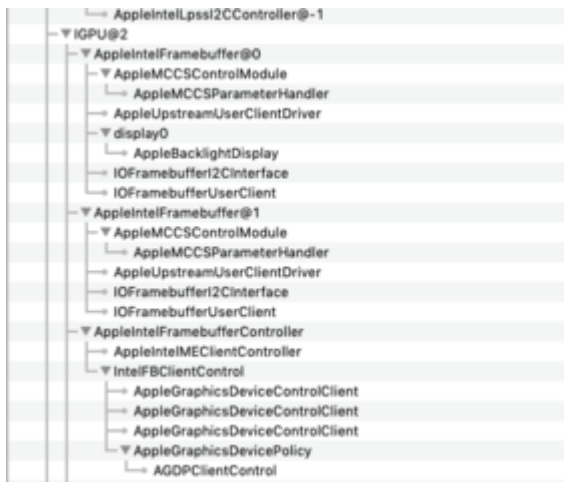 AppleIntelLpssI2CController@-1
IGPU@2
AppleIntelFramebuffer@0
AppleMCCSControlModule
AppleMCCSParameterHandler
AppleUpstreamUserClientDriver
display0
AppleBacklightDisplay
IOFramebufferI2CInterface
IOFramebufferUserClient
AppleIntelFramebuffer@1
AppleMCCSControlModule
AppleMCCSParameterHandler
AppleUpstreamUserClientDriver
IOFramebufferI2CInterface
IOFramebufferUserClient
AppleIntelFramebufferController
AppleIntelMEClientController
IntelFBClientControl
AppleGraphicsDeviceControlClient
AppleGraphicsDeviceControlClient
AppleGraphicsDeviceControlClient
AppleGraphicsDevicePolicy
AGDPClientControl